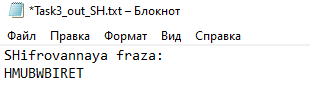 *Task3_out_SH.txt – Блокнот
Файл Правка Формат Вид Справка
SHifrovannaya fraza:
HMUBWBIRET